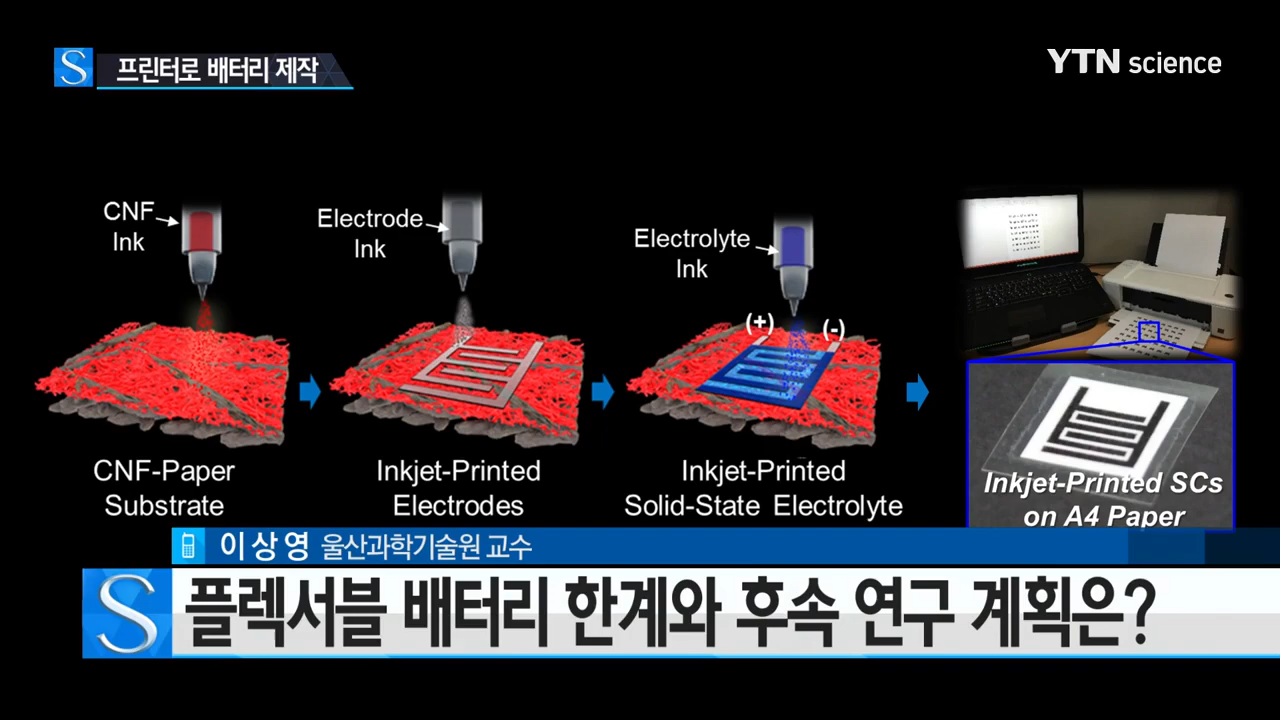 S 프린터로 배터리 제작
YTN science
CNF
Ink
Electrode
Ink
Electrolyte
Ink
(+)
(-)
CNF-Paper
Substrate
Inkjet-Printed
Electrodes
Inkjet-Printed
Solid-State Electrolyte
Inkjet-Printed SCs
on A4 Paper
이상영 울산과학기술원 교수
S 플렉서블 배터리 한계와 후속 연구 계획은?